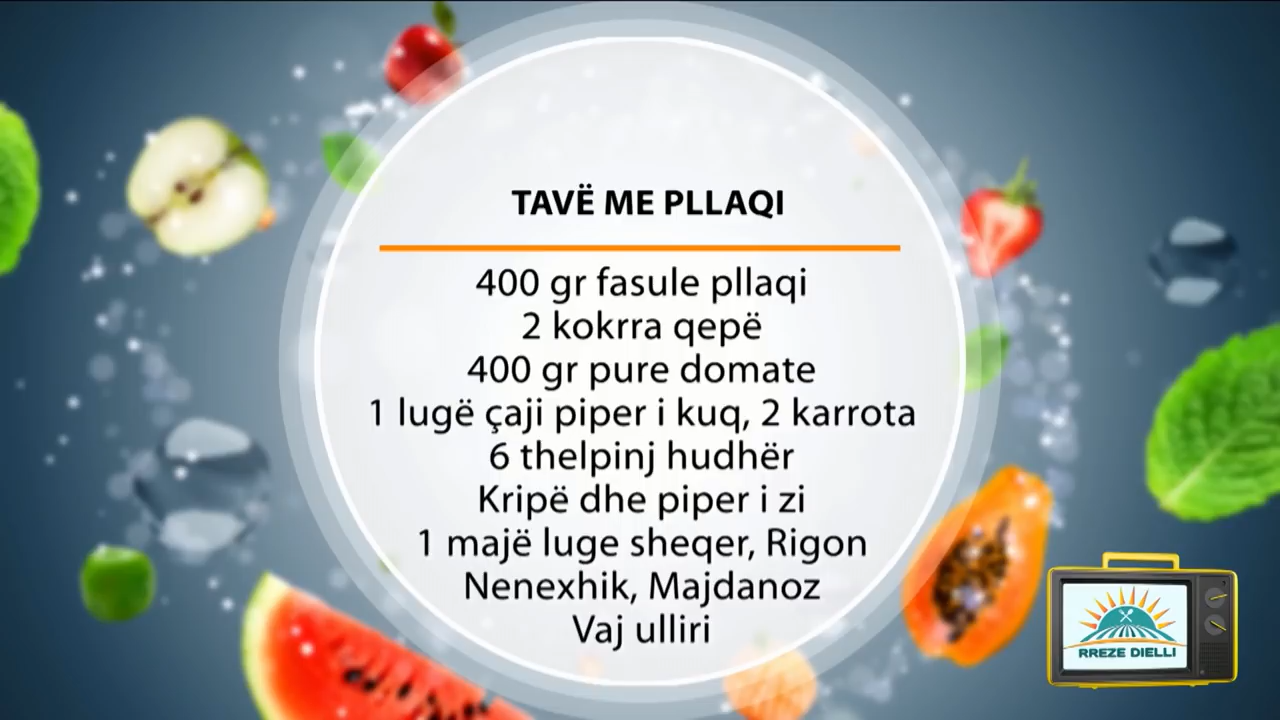 TAVË ME PLLAQI
400 gr fasule pllaqi
2 kokrra qepë
400 gr pure domate
1 lugë çaji piper i kuq, 2 karrota
6 thelpinj hudhër
Kripë dhe piper i zi
1 majë luge sheqer, Rigon
Nenexhik, Majdanoz
Vaj ulliri
RREZE DIELLI